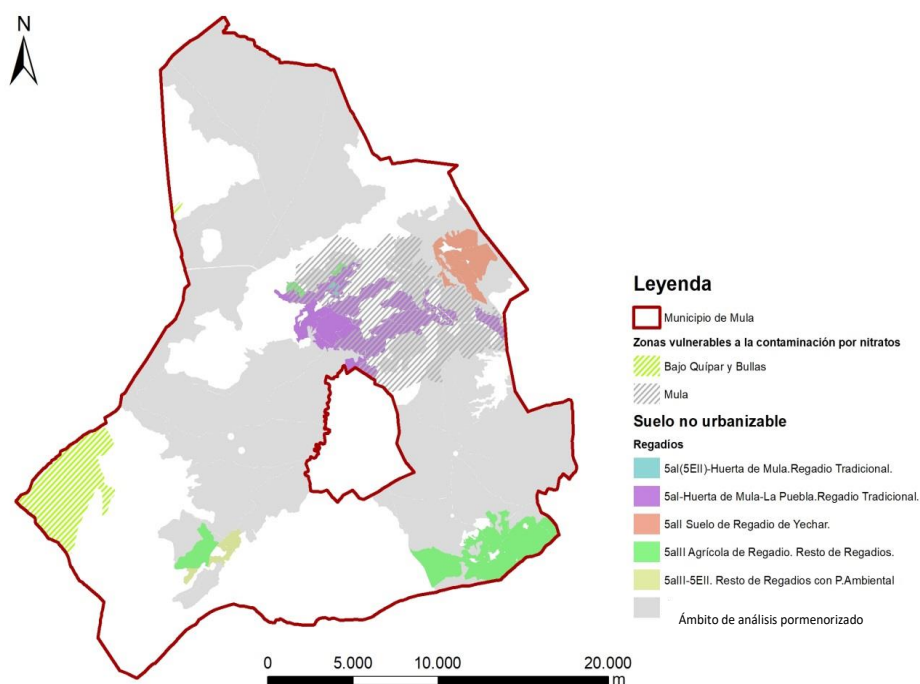 N
Leyenda
Municipio de Mula
Zonas vulnerables a la contaminación por nitratos
Bajo Quípar y Bullas
Mula
Suelo no urbanizable
Regadios
5aI(5EII)-Huerta de Mula.Regadio Tradicional.
5aI-Huerta de Mula-La Puebla.Regadio Tradicional.
5aII Suelo de Regadio de Yechar.
5aIII Agrícola de Regadio. Resto de Regadios.
5aIII-5EII. Resto de Regadios con P.Ambiental
Ámbito de análisis pormenorizado
0 5.000 10.000 20.000
m